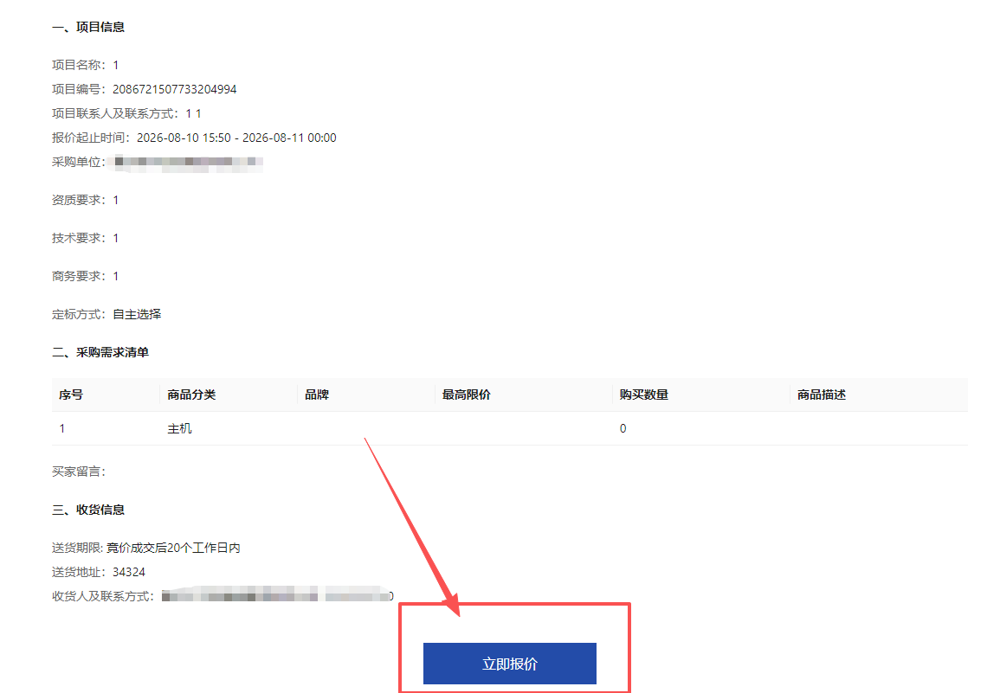 一、项目信息
项目名称：1
项目编号：2086721507733204994
项目联系人及联系方式：1 1
报价起止时间：2026-08-10 15:50 - 2026-08-11 00:00
采购单位：
资质要求：1
技术要求：1
商务要求：1
定标方式：自主选择
二、采购需求清单
序号 商品分类 品牌 最高限价 购买数量 商品描述
1 主机 0
买家留言：
三、收货信息
送货期限: 竞价成交后20个工作日内
送货地址：34324
收货人及联系方式：0
立即报价